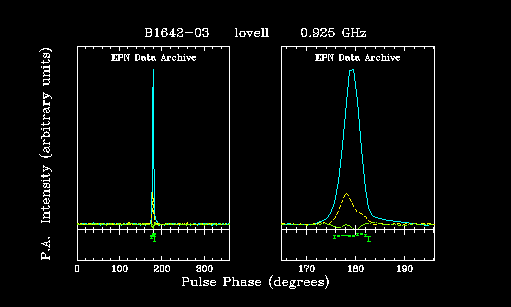 B1642-03 lovell 0.925 GHz
EPN Data Archive EPN Data Archive
P.A. Intensity (arbitrary units)
0 100 200 300 170 180 190
Pulse Phase (degrees)